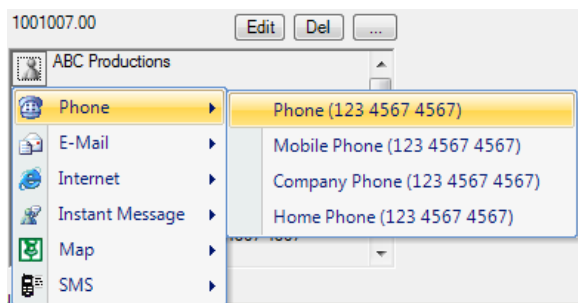 1001007.00 Edit Del ...
ABC Productions
Phone Phone (123 4567 4567)
E-Mail Mobile Phone (123 4567 4567)
Internet Company Phone (123 4567 4567)
Instant Message Home Phone (123 4567 4567)
Map
SMS